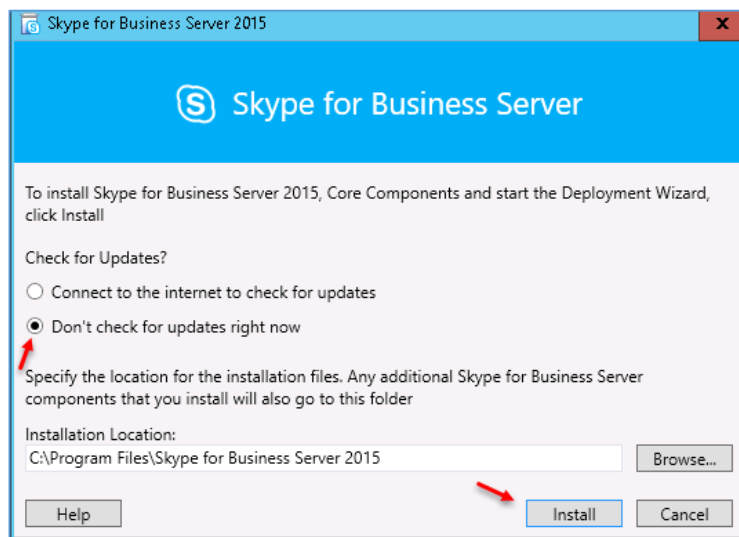 Skype for Business Server 2015
Skype for Business Server
To install Skype for Business Server 2015, Core Components and start the Deployment Wizard,
click Install
Check for Updates?
Connect to the internet to check for updates
Don't check for updates right now
Specify the location for the installation files. Any additional Skype for Business Server
components that you install will also go to this folder
Installation Location:
C:\Program Files\Skype for Business Server 2015
Browse...
Help
Install
Cancel